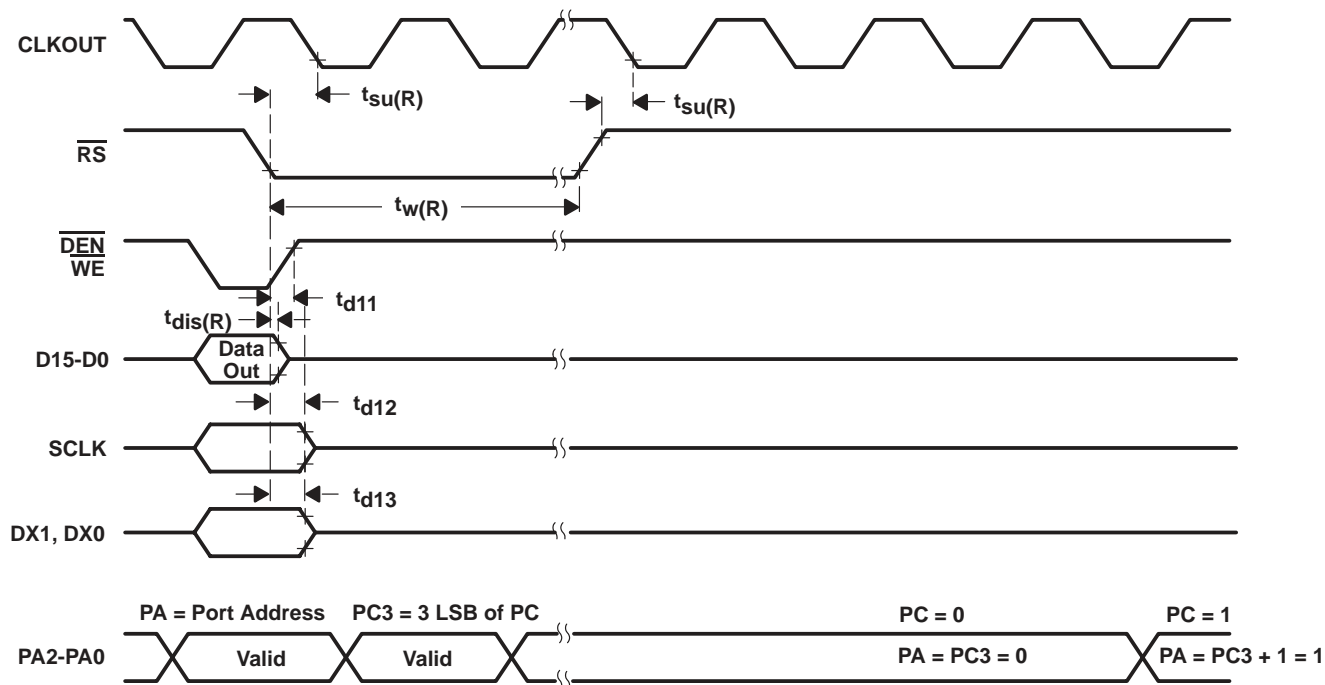 CLKOUT
tsu(R)
tsu(R)
RS
tw(R)
DEN
WE
td11
tdis(R)
D15-D0
Data
Out
td12
SCLK
td13
DX1, DX0
PA = Port Address
PC3 = 3 LSB of PC
PC = 0
PC = 1
PA2-PA0
Valid
Valid
PA = PC3 = 0
PA = PC3 + 1 = 1